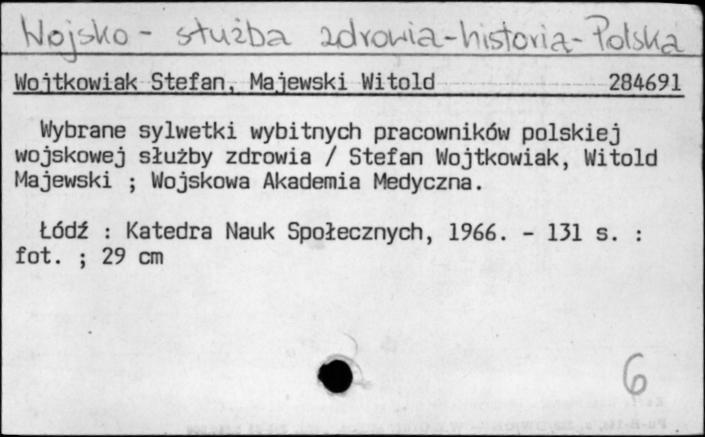 Wojsko - służba zdrowia-historia-Polska
Wojtkowiak Stefan, Majewski Witold 284691
Wybrane sylwetki wybitnych pracowników polskiej
wojskowej służby zdrowia / Stefan Wojtkowiak, Witold
Majewski ; Wojskowa Akademia Medyczna.
Łódź : Katedra Nauk Społecznych, 1966. - 131 s. :
fot. ; 29 cm
6